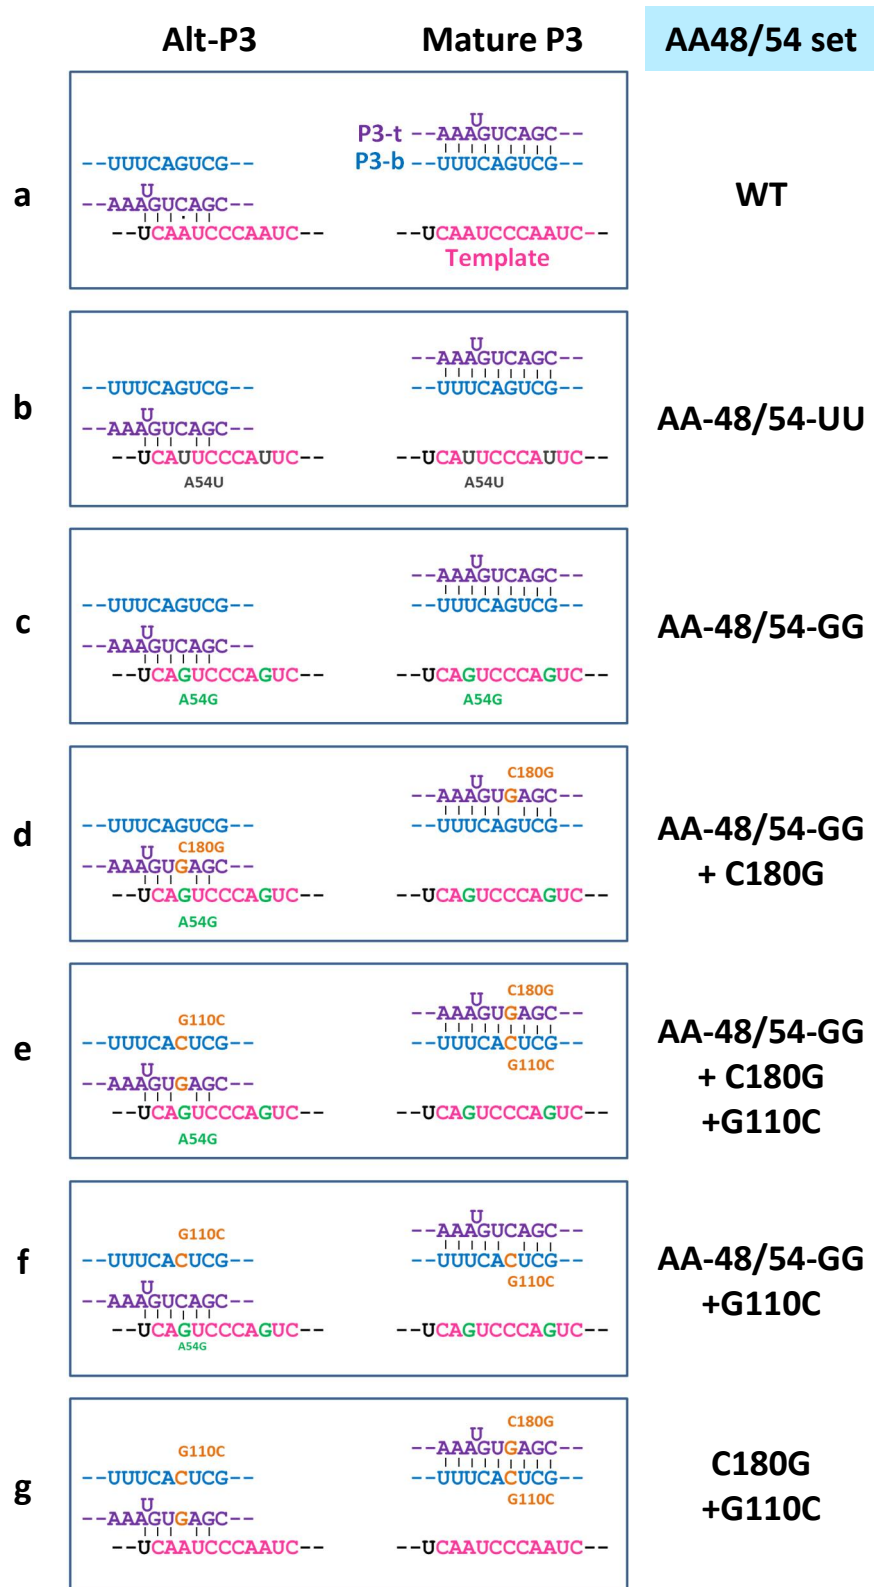 Alt-P3 Mature P3 AA48/54 set
a
U
P3-t --AAAGUCAGC--
--UUUCAGUCG-- P3-b --UUUCAGUCG--
U
--AAAGUCAGC--
--UCAAUCCCAAUC-- --UCAAUCCCAAUC--
Template
WT
b
U
--AAAGUCAGC--
--UUUCAGUCG-- --UUUCAGUCG--
U
--AAAGUCAGC--
--UCAUUCCCAUUC-- --UCAUUCCCAUUC--
A54U A54U
AA-48/54-UU
c
U
--AAAGUCAGC--
--UUUCAGUCG-- --UUUCAGUCG--
U
--AAAGUCAGC--
--UCAGUCCCAGUC-- --UCAGUCCCAGUC--
A54G A54G
AA-48/54-GG
d
U C180G
--AAAGUGAGC--
--UUUCAGUCG-- --UUUCAGUCG--
U C180G
--AAAGUGAGC--
--UCAGUCCCAGUC-- --UCAGUCCCAGUC--
A54G
AA-48/54-GG
+ C180G
e
U C180G
--AAAGUGAGC--
G110C
--UUUCACUCG-- --UUUCACUCG--
G110C
U
--AAAGUGAGC--
--UCAGUCCCAGUC-- --UCAGUCCCAGUC--
A54G
AA-48/54-GG
+ C180G
+G110C
f
U
--AAAGUCAGC--
G110C
--UUUCACUCG-- --UUUCACUCG--
G110C
U
--AAAGUCAGC--
--UCAGUCCCAGUC-- --UCAGUCCCAGUC--
A54G
AA-48/54-GG
+G110C
g
U C180G
--AAAGUGAGC--
G110C
--UUUCACUCG-- --UUUCACUCG--
G110C
U
--AAAGUGAGC--
--UCAAUCCCAAUC-- --UCAAUCCCAAUC--
C180G
+G110C